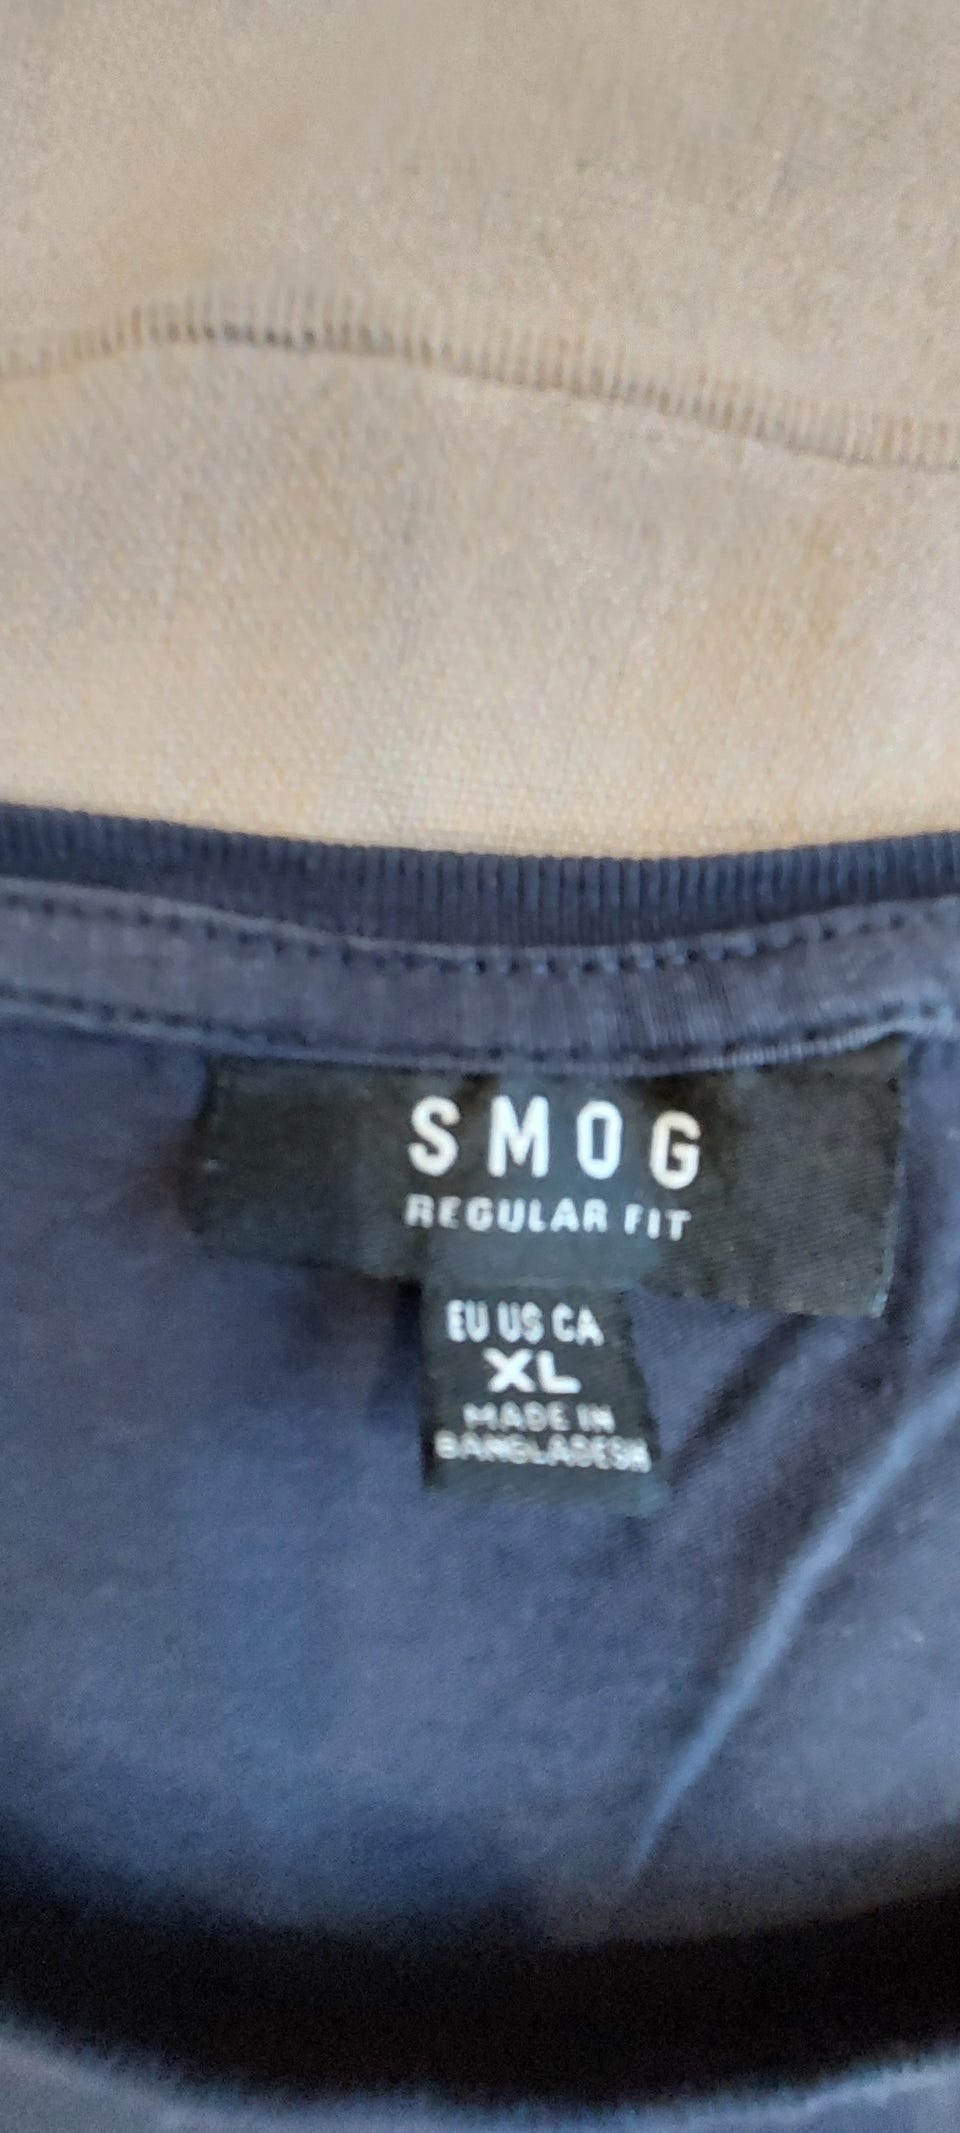 SMOG
REGULAR FIT
EU US CA
XL
MADE IN
BANGLADESH